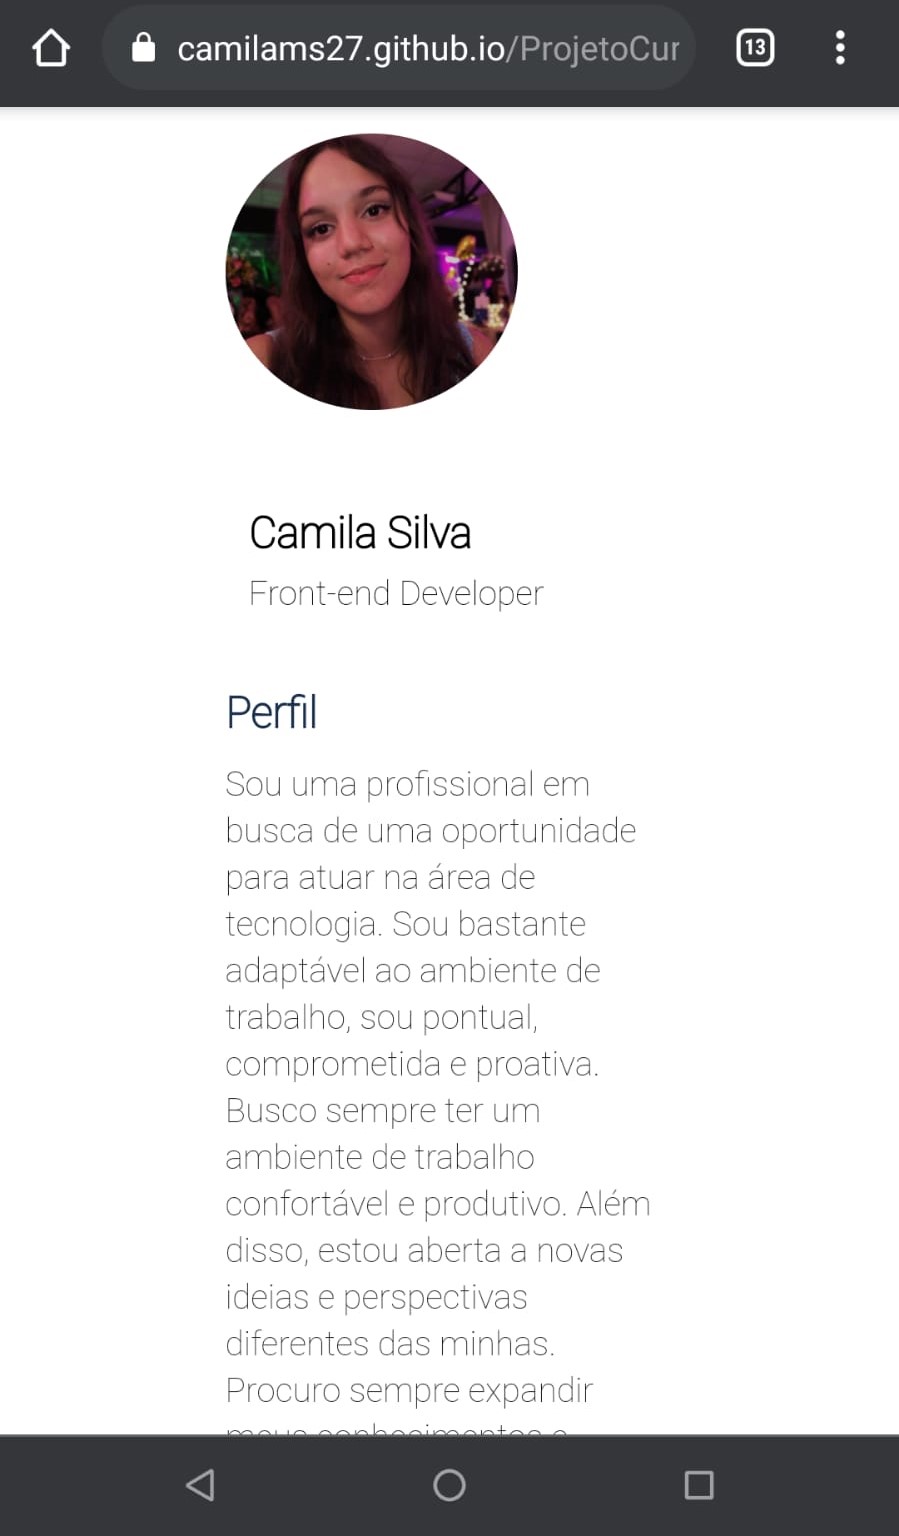 camilams27.github.io/ProjetoCur
13
Camila Silva
Front-end Developer
Perfil
Sou uma profissional em
busca de uma oportunidade
para atuar na área de
tecnologia. Sou bastante
adaptável ao ambiente de
trabalho, sou pontual,
comprometida e proativa.
Busco sempre ter um
ambiente de trabalho
confortável e produtivo. Além
disso, estou aberta a novas
ideias e perspectivas
diferentes das minhas.
Procuro sempre expandir
meus conhecimentos e